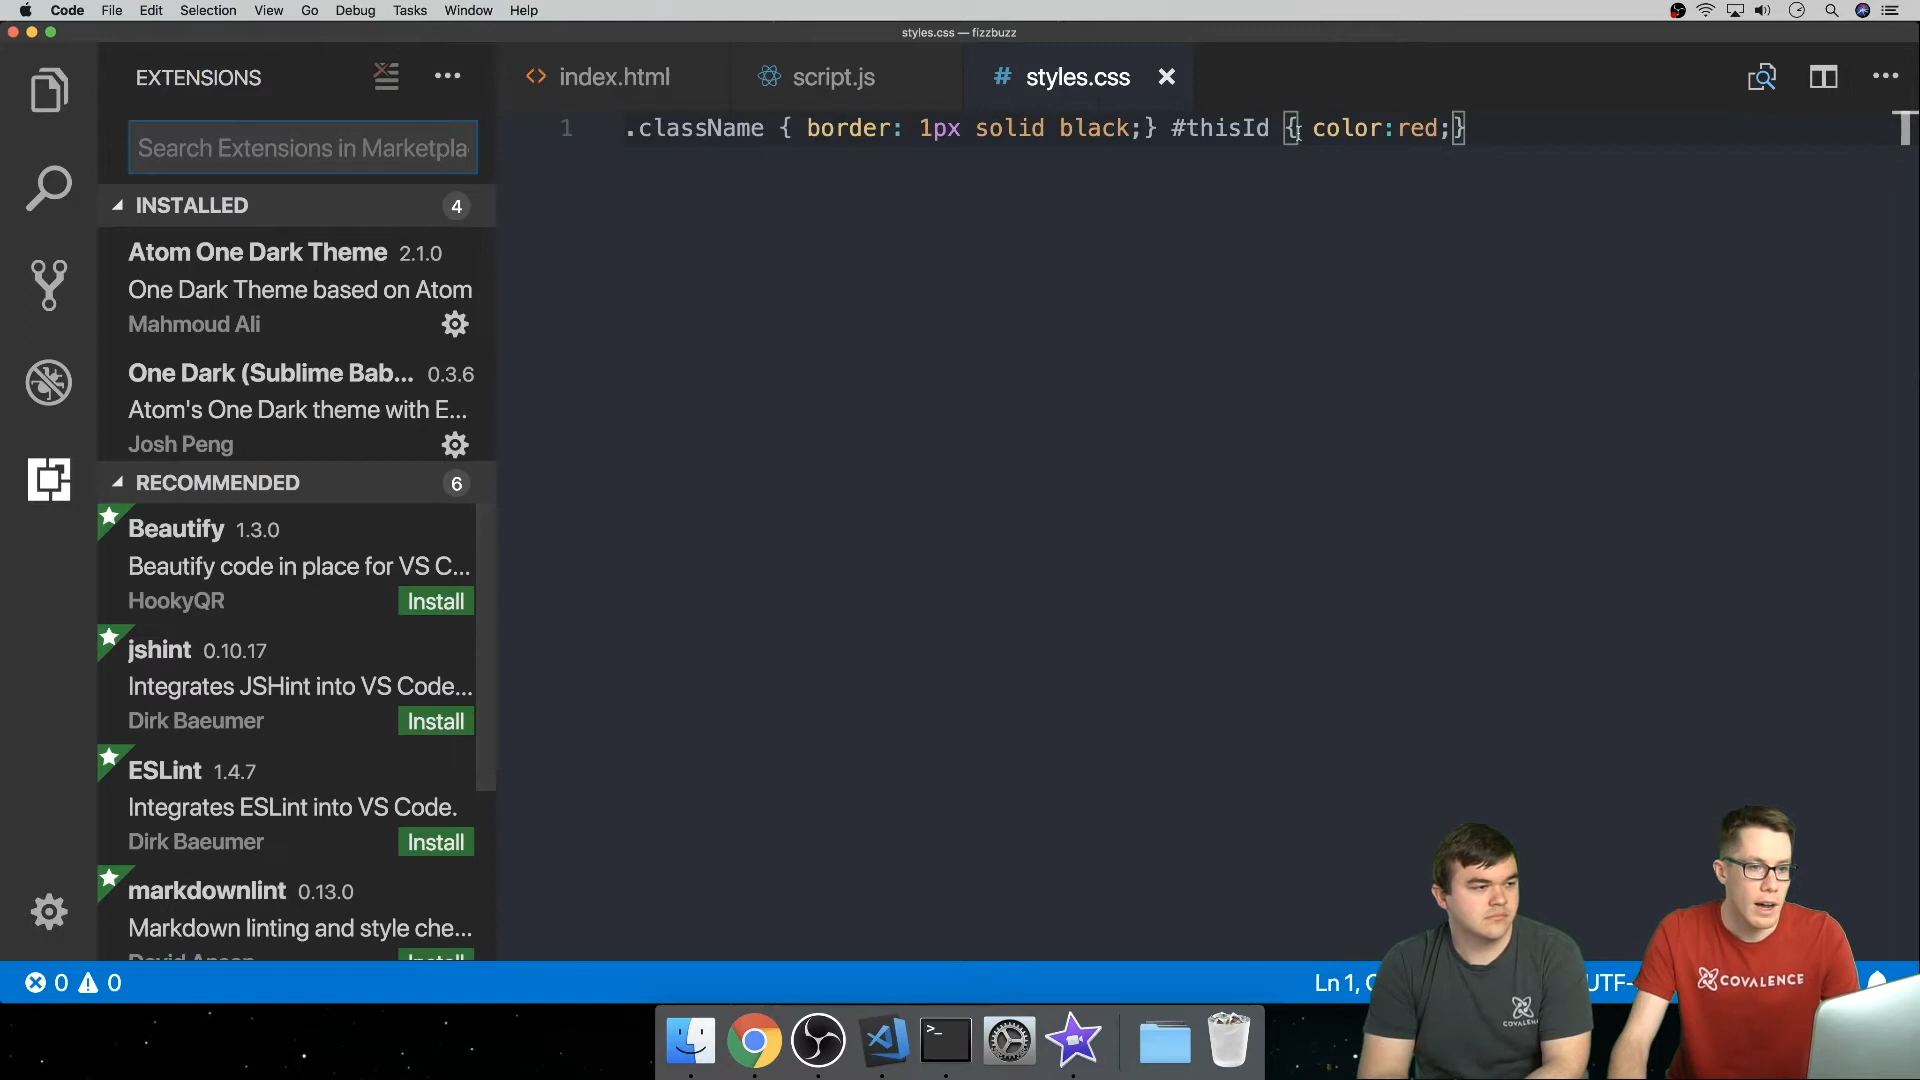 Code File Edit Selection View Go Debug Tasks Window Help
styles.css — fizzbuzz
EXTENSIONS
index.html
script.js
# styles.css
Search Extensions in Marketpla
1 .className { border: 1px solid black;} #thisId { color:red;}
INSTALLED 4
Atom One Dark Theme 2.1.0
One Dark Theme based on Atom
Mahmoud Ali
One Dark (Sublime Bab... 0.3.6
Atom's One Dark theme with E...
Josh Peng
RECOMMENDED 6
Beautify 1.3.0
Beautify code in place for VS C...
HookyQR Install
jshint 0.10.17
Integrates JSHint into VS Code...
Dirk Baeumer Install
ESLint 1.4.7
Integrates ESLint into VS Code.
Dirk Baeumer Install
markdownlint 0.13.0
Markdown linting and style che...
David Anson Install
0 0
Ln 1, C
UTF-
COVALENCE
COVALENCE